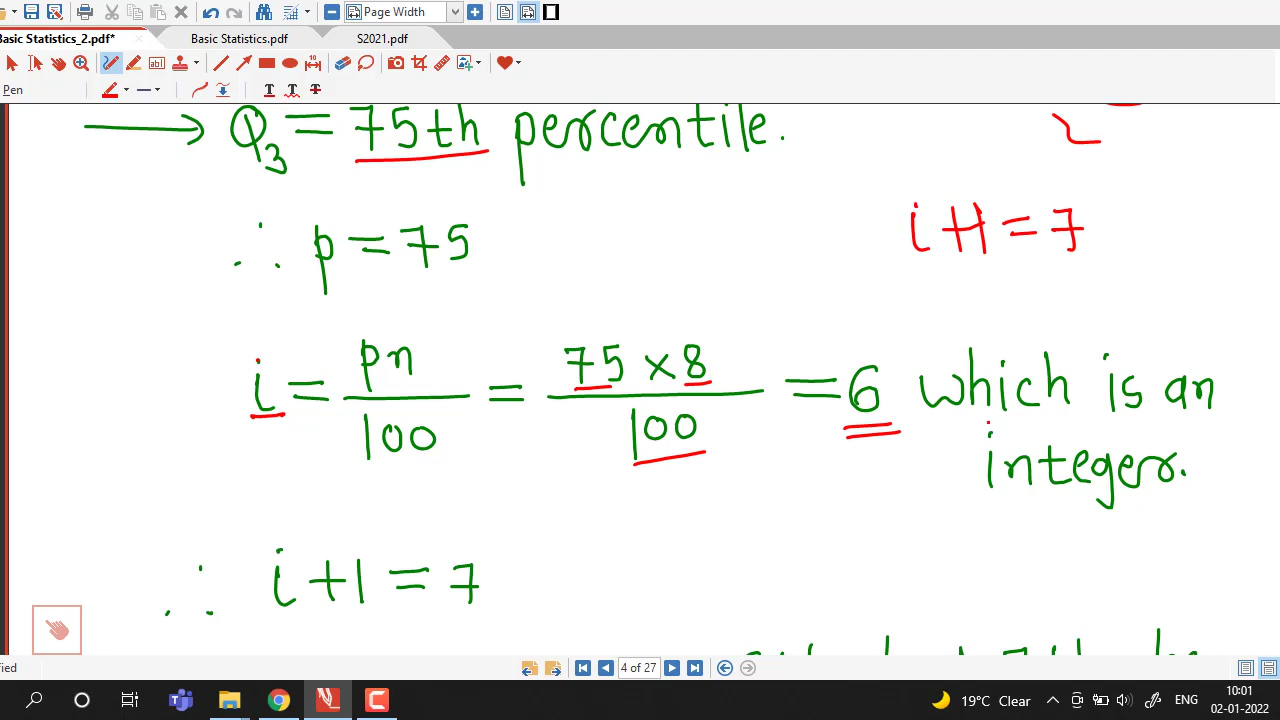 Page Width
Basic Statistics_2.pdf*
Basic Statistics.pdf
S2021.pdf
Pen
→ Q3 = 75th percentile.
∴ p = 75
i + 1 = 7
i = pn / 100 = 75 × 8 / 100 = 6 which is an
integer.
∴ i + 1 = 7
4 of 27
19°C Clear
ENG
10:01
02-01-2022